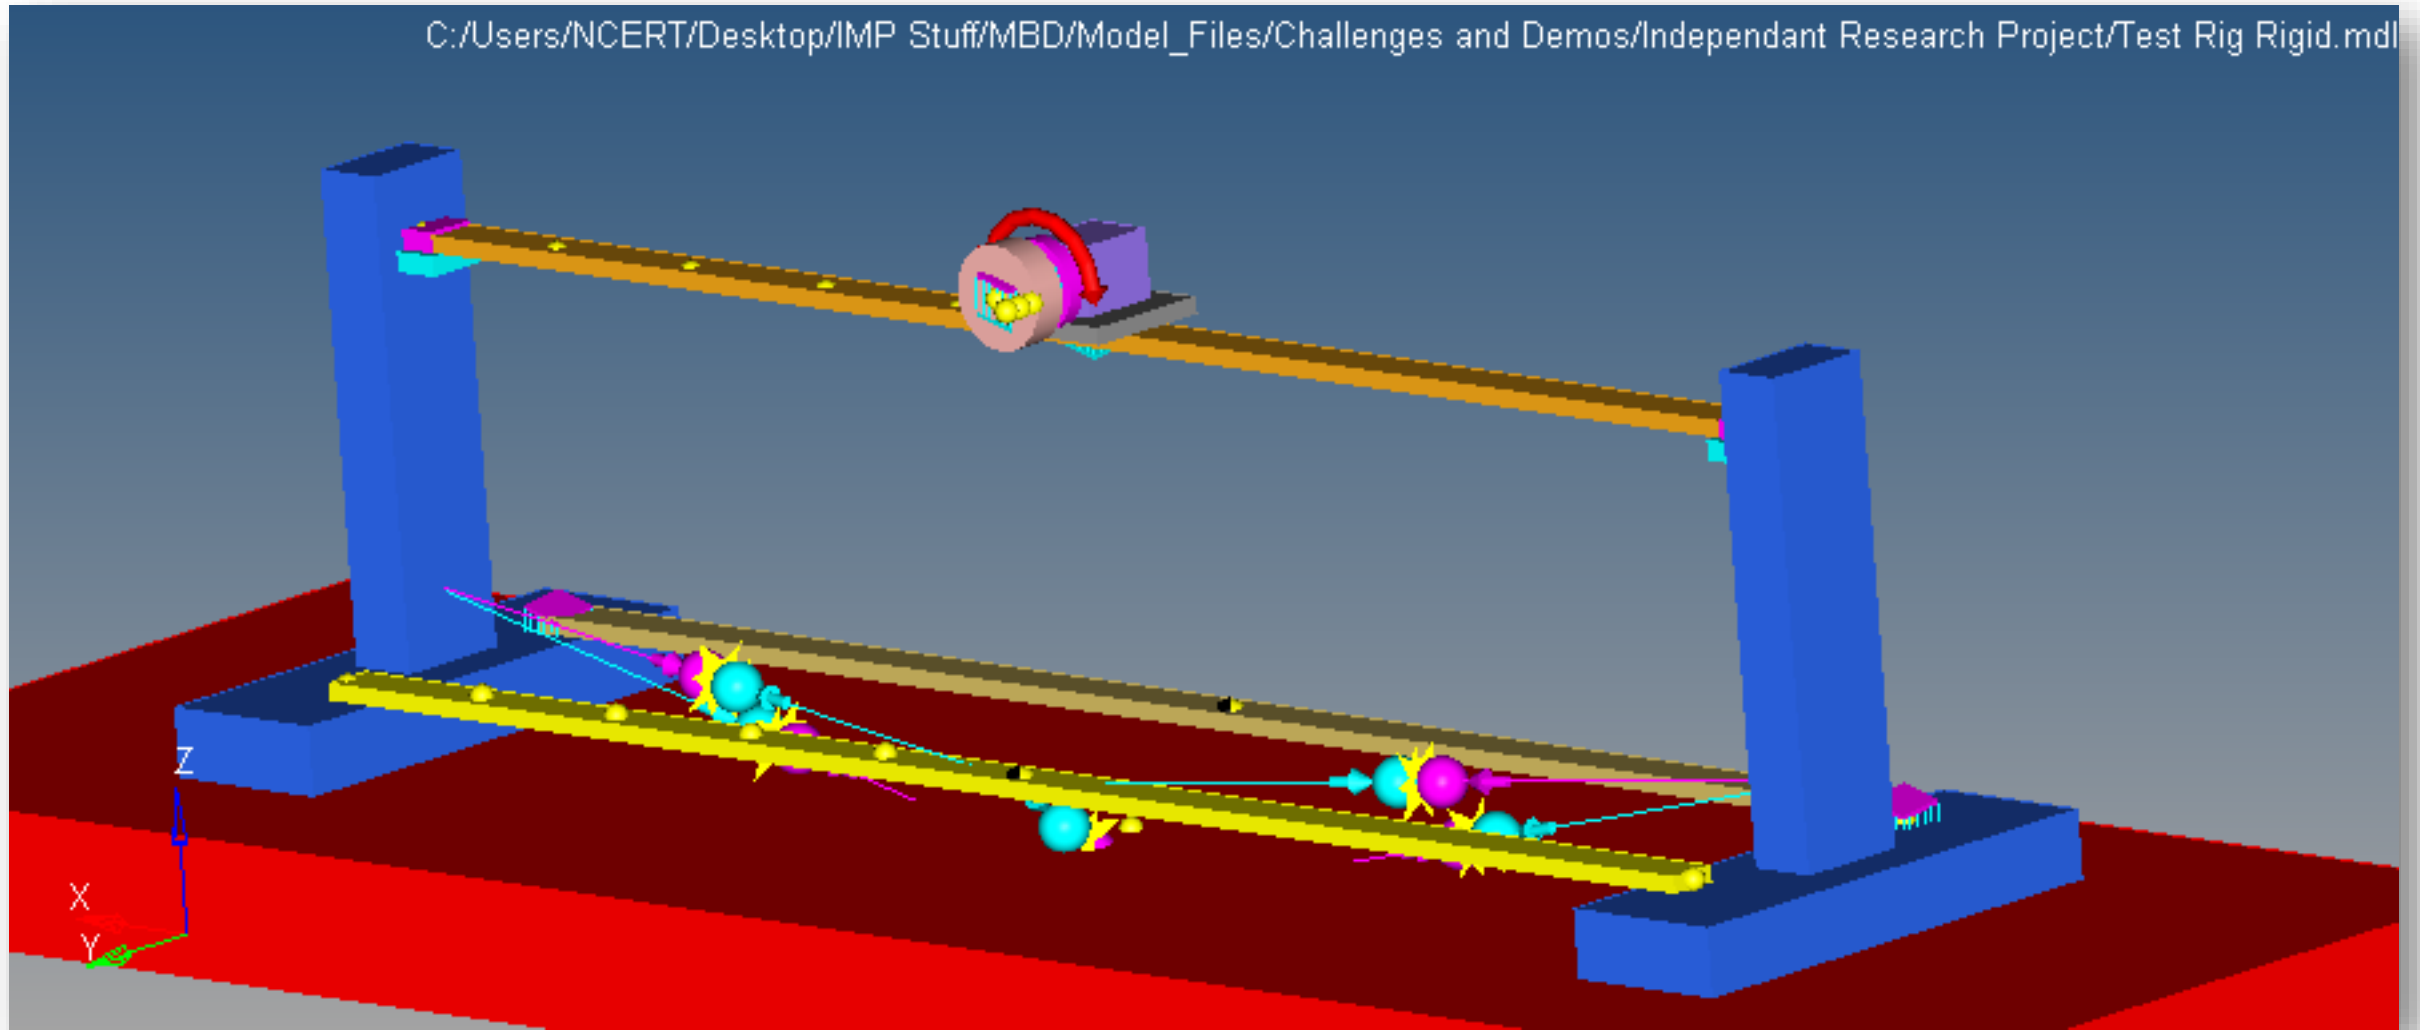 C:/Users/NCERT/Desktop/IMP Stuff/MBD/Model_Files/Challenges and Demos/Independant Research Project/Test Rig Rigid.mdl
Z
X
Y